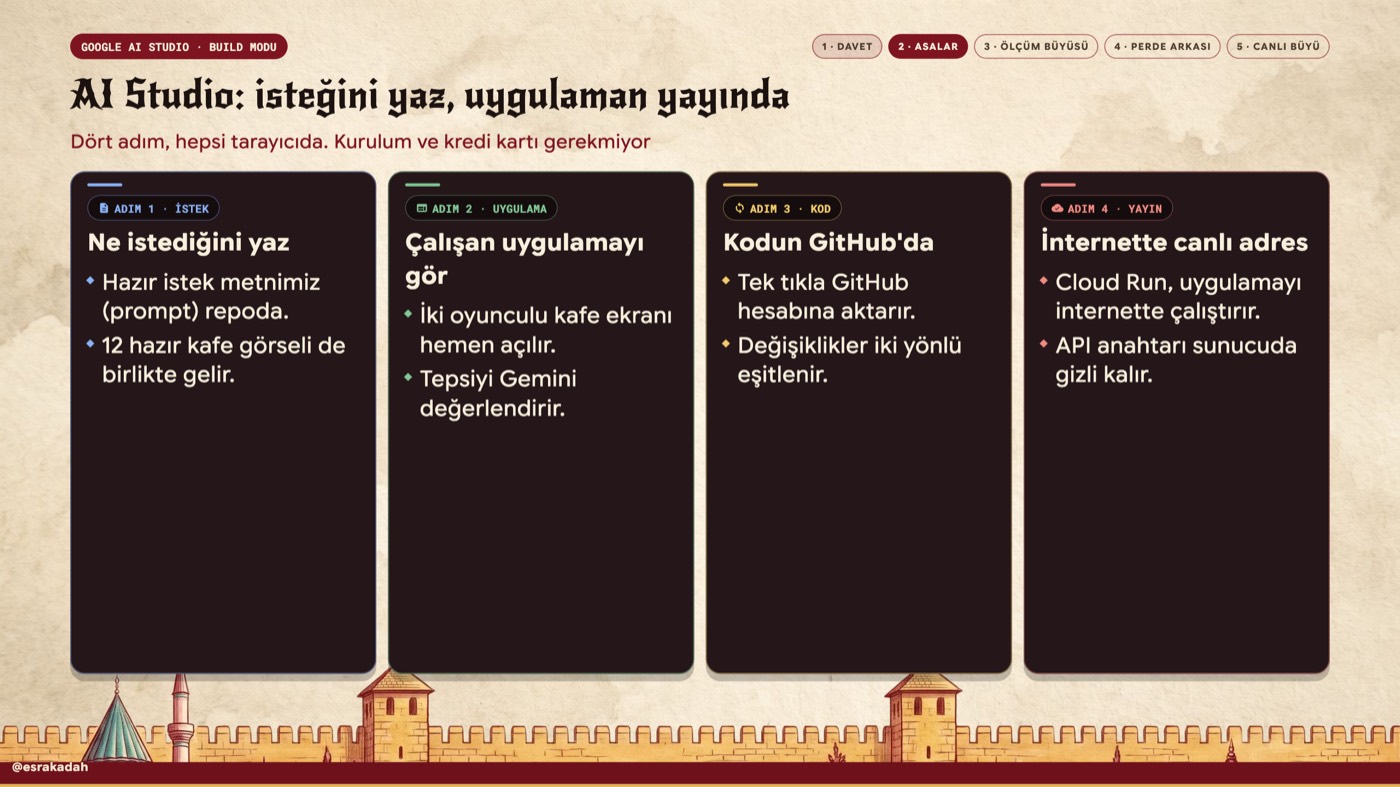 GOOGLE AI STUDIO · BUILD MODU
1 · DAVET
2 · ASALAR
3 · ÖLÇÜM BÜYÜSÜ
4 · PERDE ARKASI
5 · CANLI BÜYÜ
AI Studio: isteğini yaz, uygulaman yayında
Dört adım, hepsi tarayıcıda. Kurulum ve kredi kartı gerekmiyor
ADIM 1 · İSTEK
Ne istediğini yaz
Hazır istek metnimiz
(prompt) repoda.
12 hazır kafe görseli de
birlikte gelir.
ADIM 2 · UYGULAMA
Çalışan uygulamayı
gör
İki oyunculu kafe ekranı
hemen açılır.
Tepsiyi Gemini
değerlendirir.
ADIM 3 · KOD
Kodun GitHub'da
Tek tıkla GitHub
hesabına aktarır.
Değişiklikler iki yönlü
eşitlenir.
ADIM 4 · YAYIN
İnternette canlı adres
Cloud Run, uygulamayı
internette çalıştırır.
API anahtarı sunucuda
gizli kalır.
@esrakadah